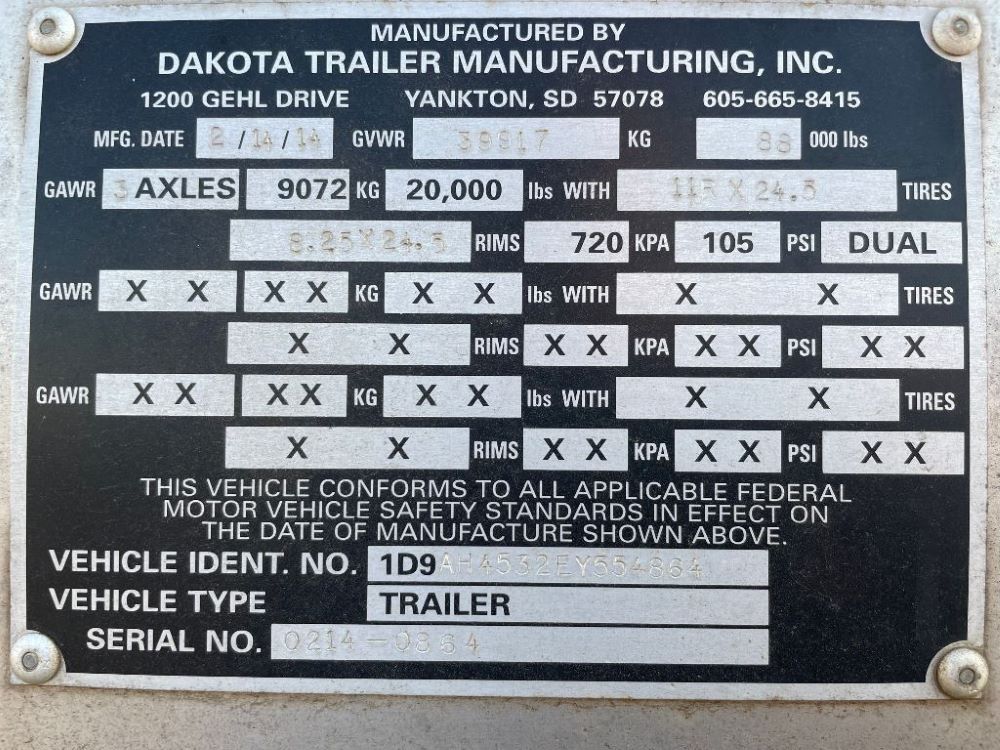 MANUFACTURED BY
DAKOTA TRAILER MANUFACTURING, INC.
1200 GEHL DRIVE YANKTON, SD 57078 605-665-8415
MFG. DATE 2 / 14 / 14 GVWR 39917 KG 88 000 lbs
GAWR 3 AXLES 9072 KG 20,000 lbs WITH 11R X 24.5 TIRES
8.25 X 24.5 RIMS 720 KPA 105 PSI DUAL
GAWR X X X X KG X X lbs WITH X X TIRES
X X RIMS X X KPA X X PSI X X
GAWR X X X X KG X X lbs WITH X X TIRES
X X RIMS X X KPA X X PSI X X
THIS VEHICLE CONFORMS TO ALL APPLICABLE FEDERAL
MOTOR VEHICLE SAFETY STANDARDS IN EFFECT ON
THE DATE OF MANUFACTURE SHOWN ABOVE.
VEHICLE IDENT. NO. 1D9AH4532EY554864
VEHICLE TYPE TRAILER
SERIAL NO. 0214-0864